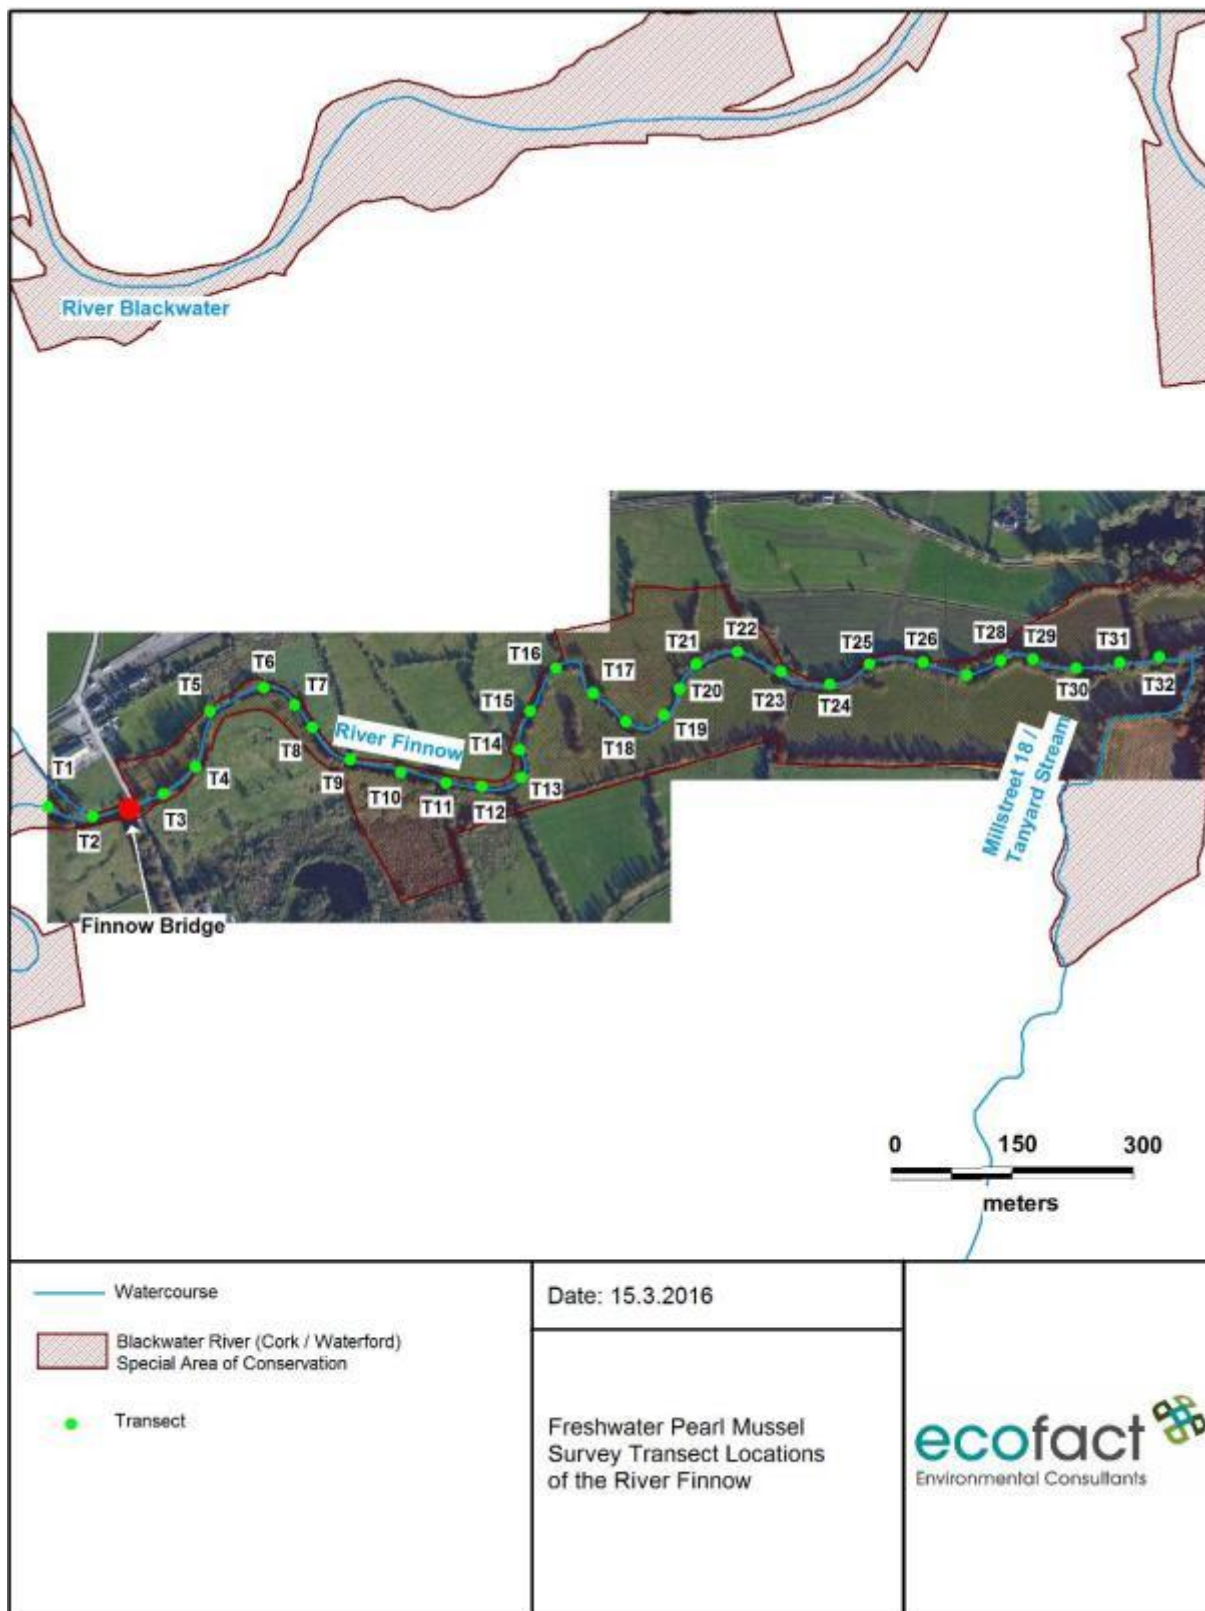 River Blackwater
T1
T2
T3
T4
T5
T6
T7
T8
T9
T10
T11
T12
T13
T14
T15
T16
T17
T18
T19
T20
T21
T22
T23
T24
T25
T26
T28
T29
T30
T31
T32
River Finnow
Finnow Bridge
Millstreet 18 /
Tanyard Stream
0 150 300
meters
Watercourse
Blackwater River (Cork / Waterford)
Special Area of Conservation
Transect
Date: 15.3.2016
Freshwater Pearl Mussel
Survey Transect Locations
of the River Finnow
ecofact
Environmental Consultants